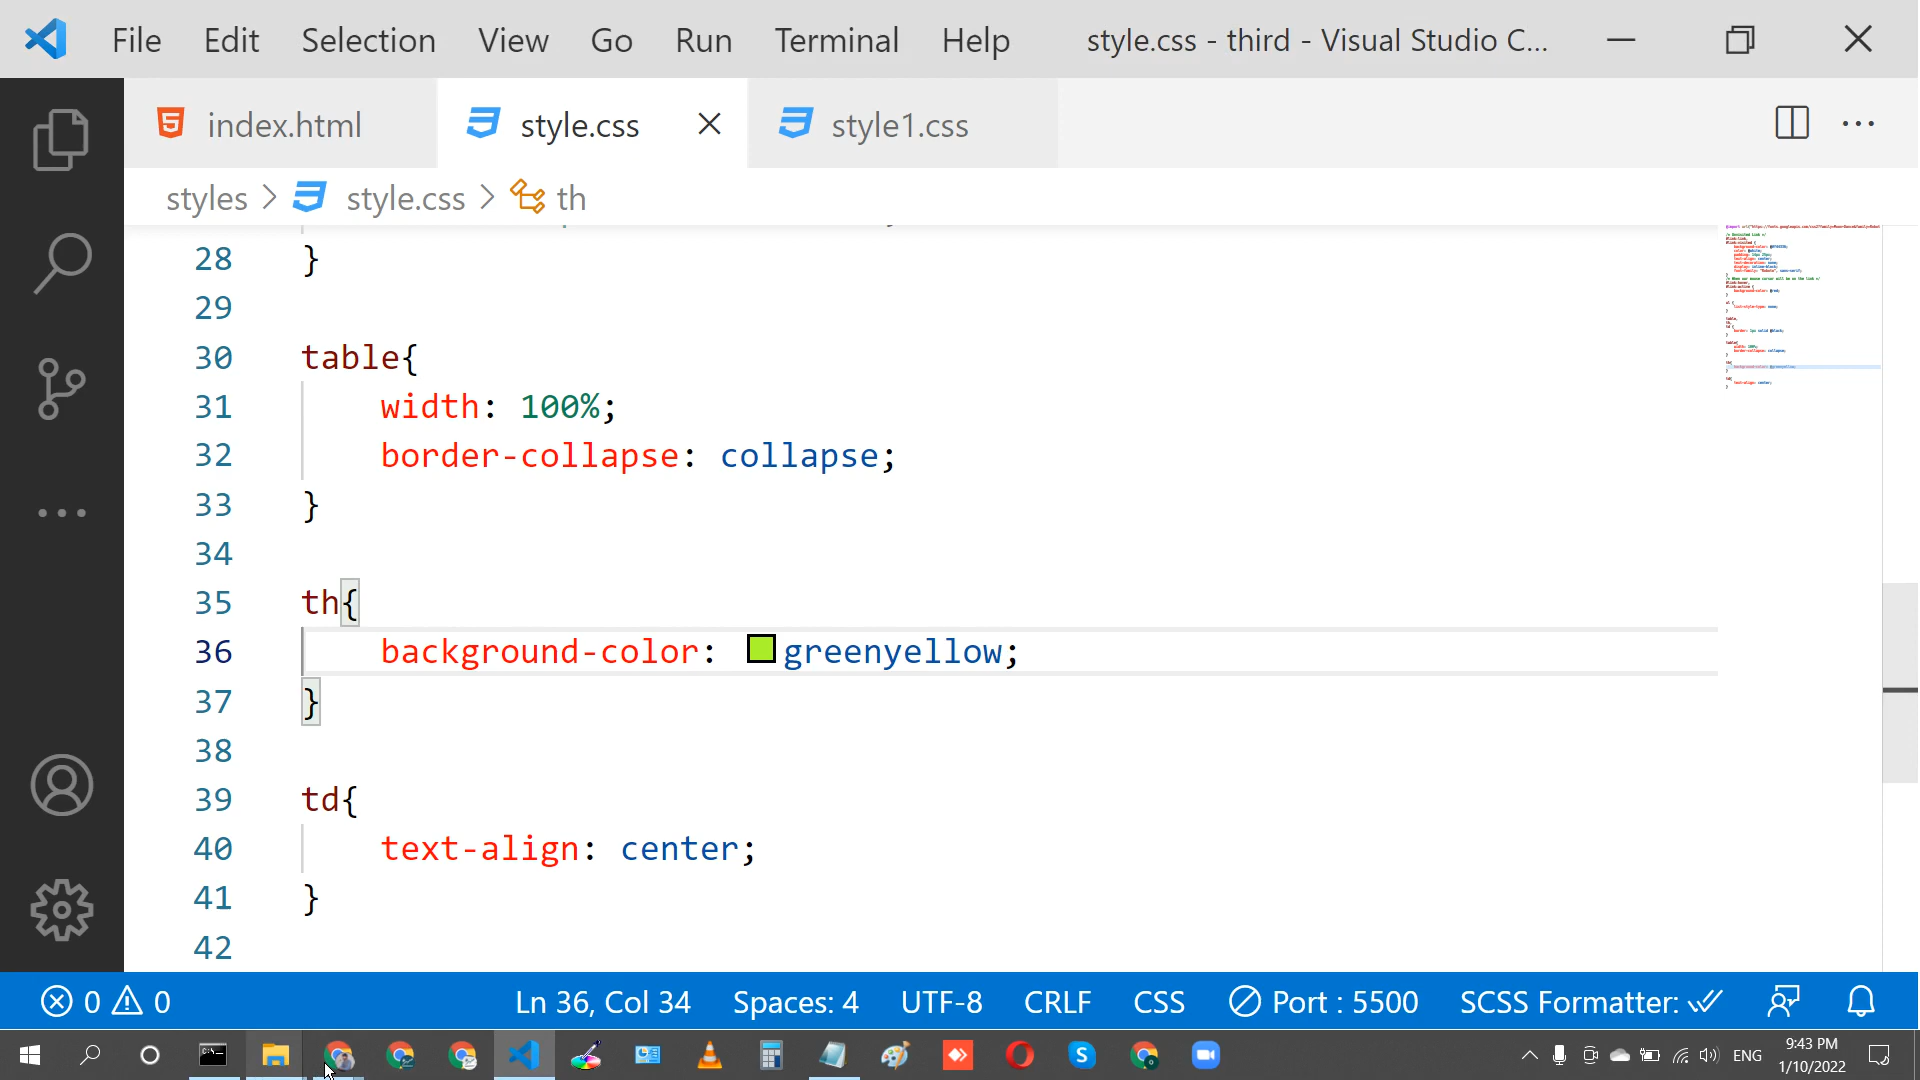 File Edit Selection View Go Run Terminal Help style.css - third - Visual Studio C...
index.html style.css style1.css
styles > style.css > th
28 }
29
30 table{
31 width: 100%;
32 border-collapse: collapse;
33 }
34
35 th{
36 background-color: greenyellow;
37 }
38
39 td{
40 text-align: center;
41 }
42
0 0 Ln 36, Col 34 Spaces: 4 UTF-8 CRLF CSS Port : 5500 SCSS Formatter:
ENG 9:43 PM
1/10/2022